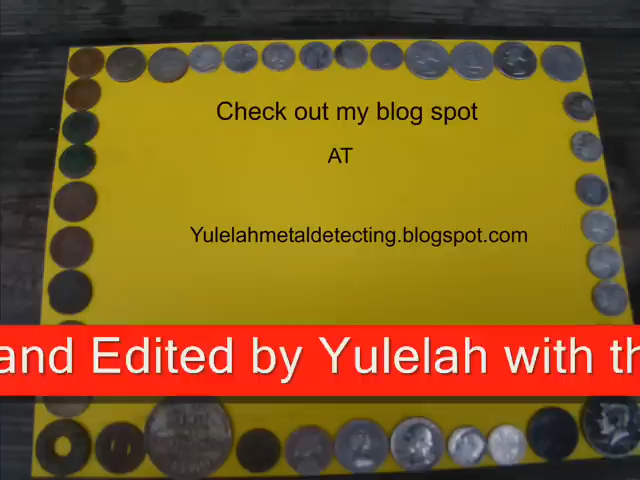 Check out my blog spot
AT
Yulelahmetaldetecting.blogspot.com
and Edited by Yulelah with th